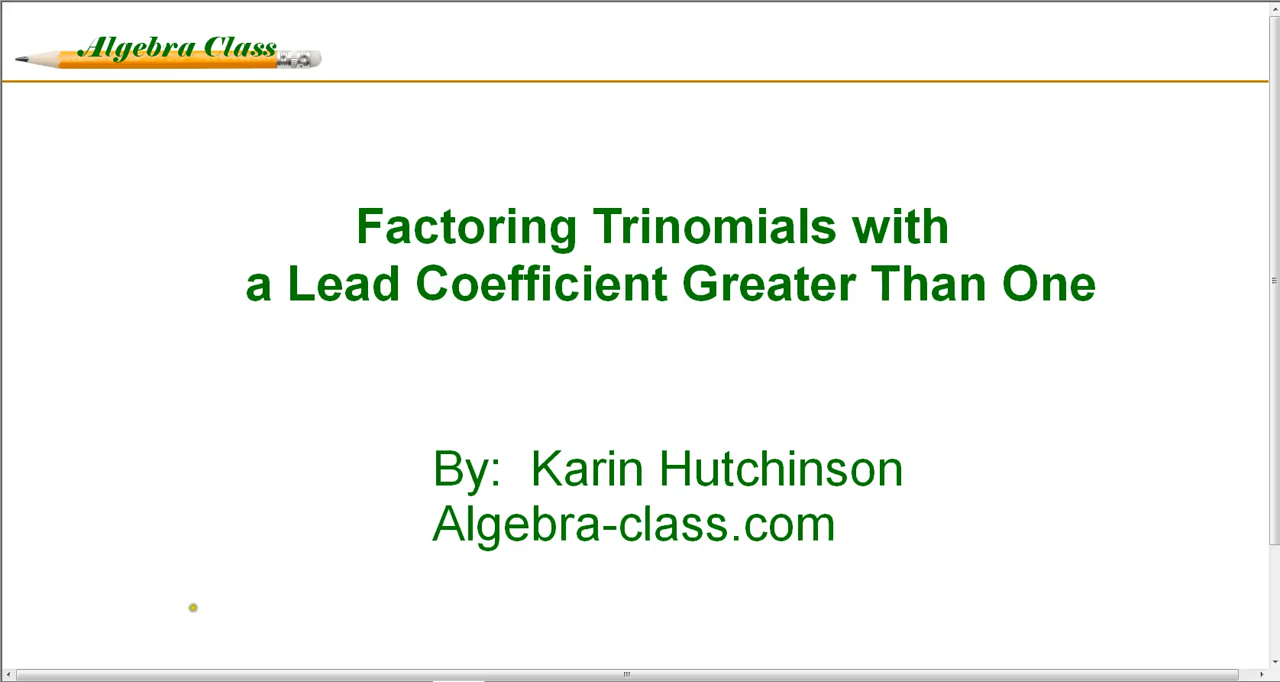 Algebra Class
Factoring Trinomials with
a Lead Coefficient Greater Than One
By: Karin Hutchinson
Algebra-class.com